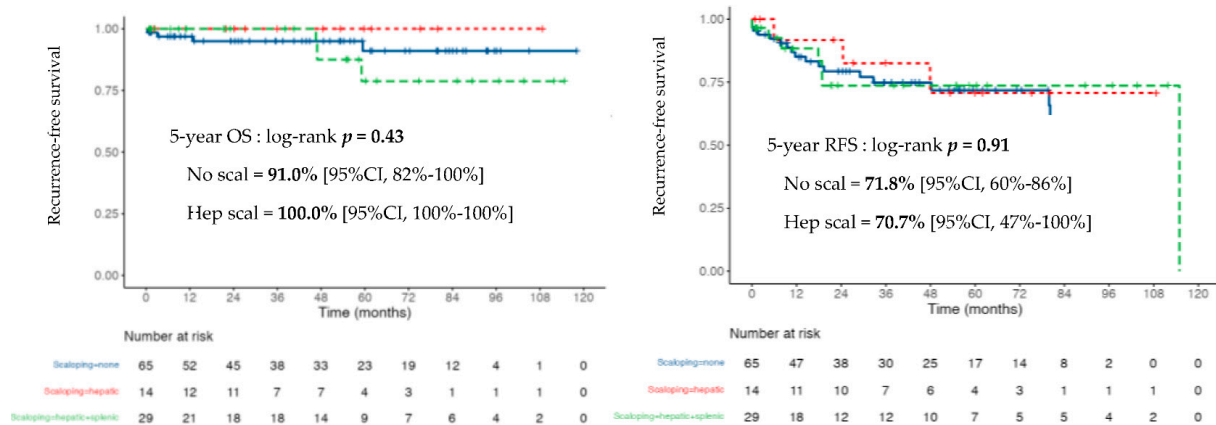 Recurrence-free survival
1.00
0.75
0.50
0.25
0.00
5-year OS : log-rank p = 0.43
No scal = 91.0% [95%CI, 82%-100%]
Hep scal = 100.0% [95%CI, 100%-100%]
0 12 24 36 48 60 72 84 96 108 120
Time (months)
Number at risk
Scaloping=none 65 52 45 38 33 23 19 12 4 1 0
Scaloping=hepatic 14 12 11 7 7 4 3 1 1 1 0
Scaloping=hepatic+splenic 29 21 18 18 14 9 7 6 4 2 0
Recurrence-free survival
1.00
0.75
0.50
0.25
0.00
5-year RFS : log-rank p = 0.91
No scal = 71.8% [95%CI, 60%-86%]
Hep scal = 70.7% [95%CI, 47%-100%]
0 12 24 36 48 60 72 84 96 108 120
Time (months)
Number at risk
Scaloping=none 65 47 38 30 25 17 14 8 2 0 0
Scaloping=hepatic 14 11 10 7 6 4 3 1 1 1 0
Scaloping=hepatic+splenic 29 18 12 12 10 7 5 5 4 2 0